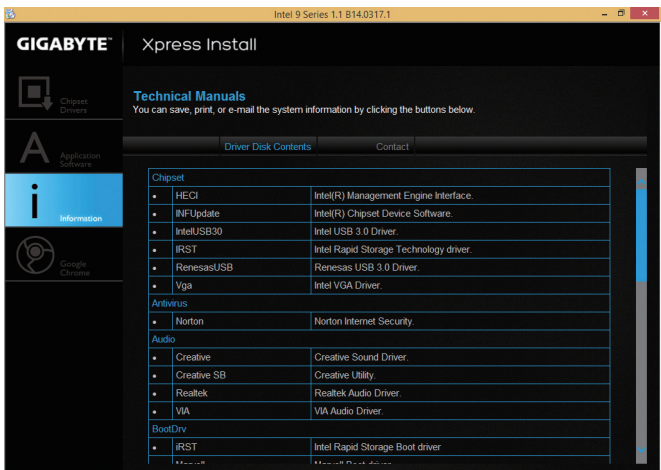 Intel 9 Series 1.1 B14.0317.1
GIGABYTE™
Xpress Install
Chipset
Drivers
Application
Software
Information
Google
Chrome
Technical Manuals
You can save, print, or e-mail the system information by clicking the buttons below.
Driver Disk Contents Contact
Chipset
• HECI Intel(R) Management Engine Interface.
• INFUpdate Intel(R) Chipset Device Software.
• IntelUSB30 Intel USB 3.0 Driver.
• IRST Intel Rapid Storage Technology driver.
• RenesasUSB Renesas USB 3.0 Driver.
• Vga Intel VGA Driver.
Antivirus
• Norton Norton Internet Security.
Audio
• Creative Creative Sound Driver.
• Creative SB Creative Utility.
• Realtek Realtek Audio Driver.
• VIA VIA Audio Driver.
BootDrv
• iRST Intel Rapid Storage Boot driver